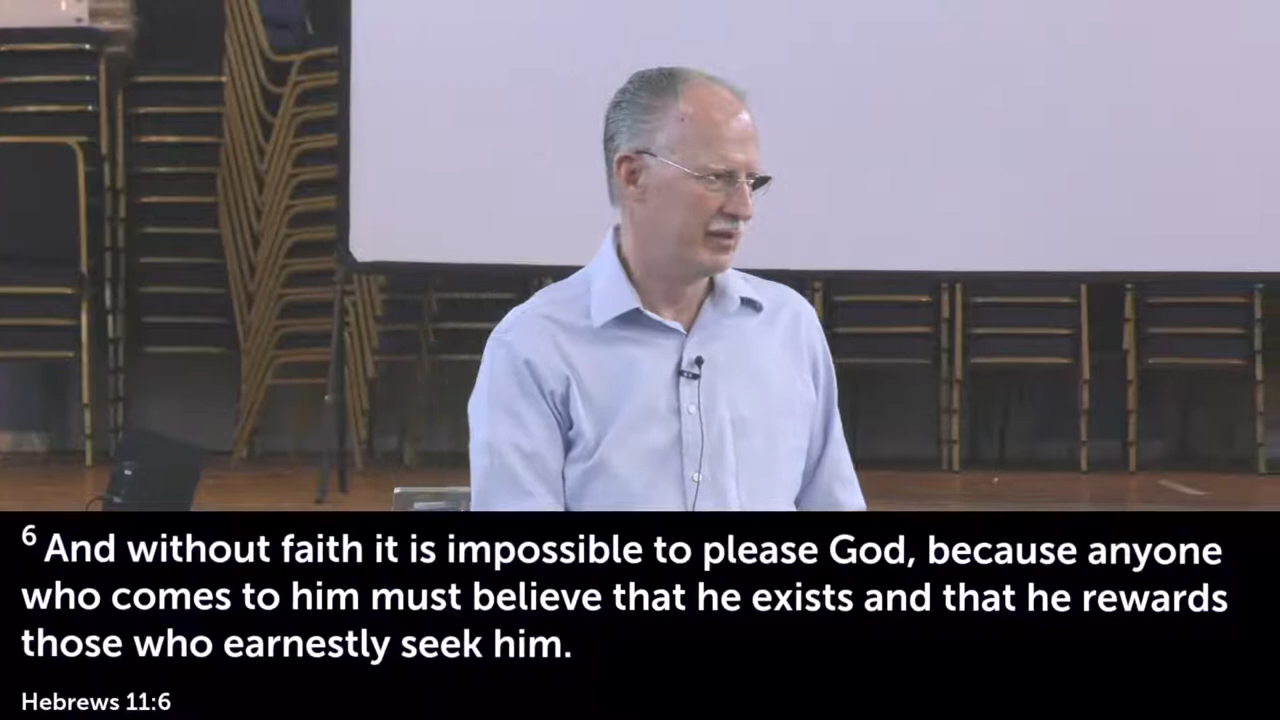 6 And without faith it is impossible to please God, because anyone
who comes to him must believe that he exists and that he rewards
those who earnestly seek him.
Hebrews 11:6